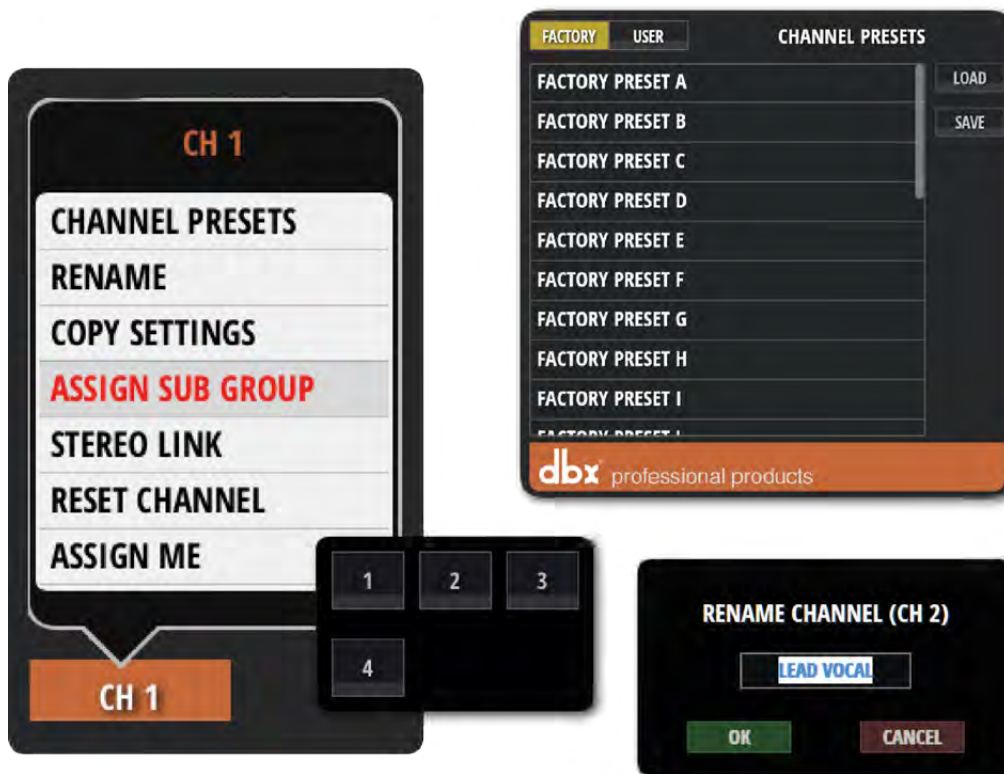 CH 1
CHANNEL PRESETS
RENAME
COPY SETTINGS
ASSIGN SUB GROUP
STEREO LINK
RESET CHANNEL
ASSIGN ME
CH 1
1 2 3
4
FACTORY USER CHANNEL PRESETS
LOAD
SAVE
FACTORY PRESET A
FACTORY PRESET B
FACTORY PRESET C
FACTORY PRESET D
FACTORY PRESET E
FACTORY PRESET F
FACTORY PRESET G
FACTORY PRESET H
FACTORY PRESET I
dbx professional products
RENAME CHANNEL (CH 2)
LEAD VOCAL
OK CANCEL